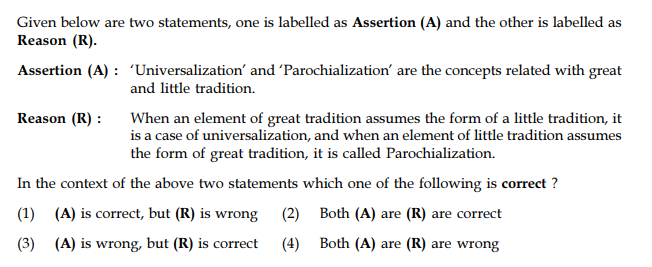 Given below are two statements, one is labelled as Assertion (A) and the other is labelled as
Reason (R).
Assertion (A) : ‘Universalization’ and ‘Parochialization’ are the concepts related with great
and little tradition.
Reason (R) : When an element of great tradition assumes the form of a little tradition, it
is a case of universalization, and when an element of little tradition assumes
the form of great tradition, it is called Parochialization.
In the context of the above two statements which one of the following is correct ?
(1) (A) is correct, but (R) is wrong (2) Both (A) are (R) are correct
(3) (A) is wrong, but (R) is correct (4) Both (A) are (R) are wrong